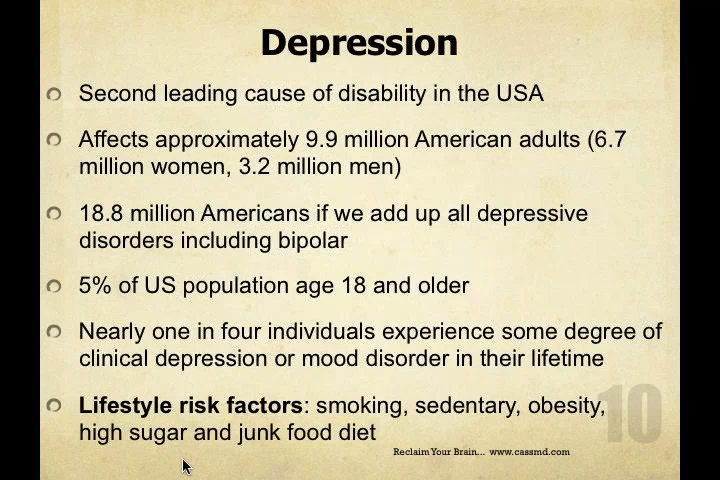 Depression
Second leading cause of disability in the USA
Affects approximately 9.9 million American adults (6.7
million women, 3.2 million men)
18.8 million Americans if we add up all depressive
disorders including bipolar
5% of US population age 18 and older
Nearly one in four individuals experience some degree of
clinical depression or mood disorder in their lifetime
Lifestyle risk factors: smoking, sedentary, obesity,
high sugar and junk food diet
10
Reclaim Your Brain... www.cassmd.com